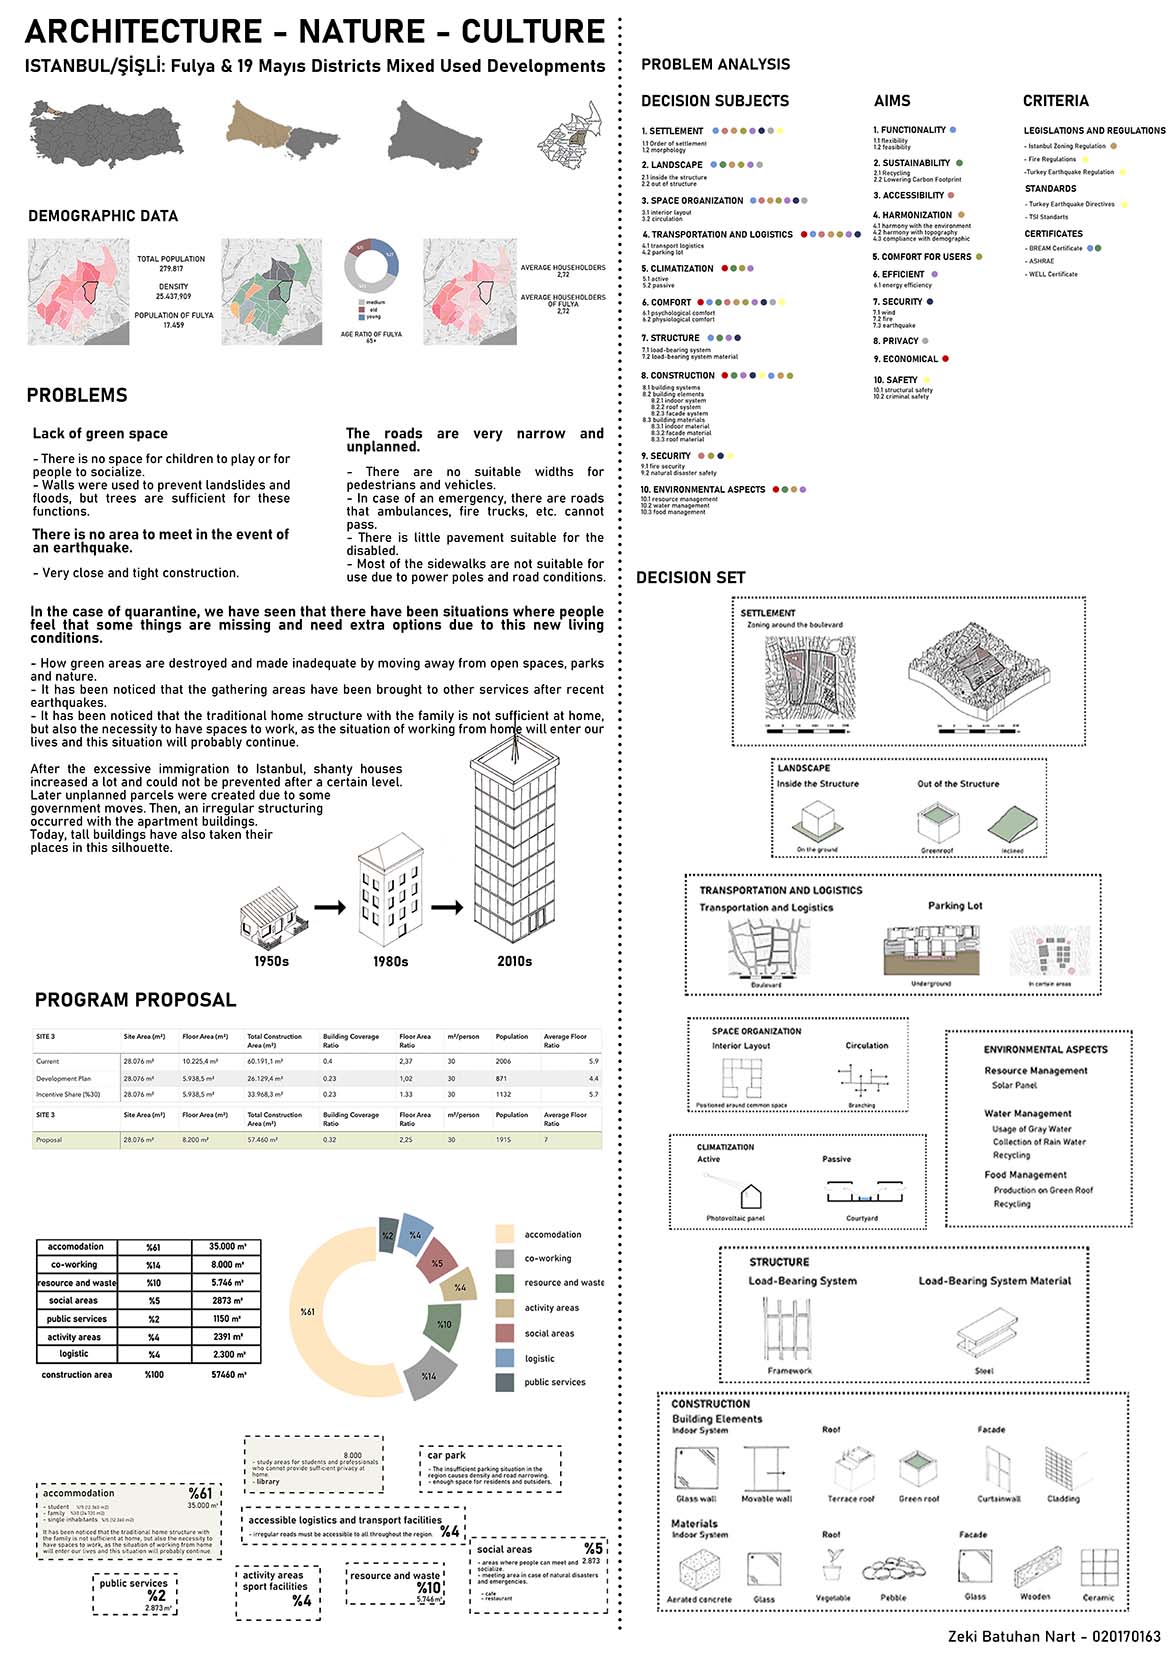 ARCHITECTURE - NATURE - CULTURE
ISTANBUL/ŞİŞLİ: Fulya & 19 Mayıs Districts Mixed Used Developments
DEMOGRAPHIC DATA
TOTAL POPULATION
279.817
DENSITY
25.437,909
POPULATION OF FULYA
17.459
medium
old
young
AGE RATIO OF FULYA
65+
AVERAGE HOUSEHOLDERS
2,72
AVERAGE HOUSEHOLDERS
OF FULYA
2,72
PROBLEMS
Lack of green space
- There is no space for children to play or for
people to socialize.
- Walls were used to prevent landslides and
floods, but trees are sufficient for these
functions.
There is no area to meet in the event of
an earthquake.
- Very close and tight construction.
The roads are very narrow and
unplanned.
- There are no suitable widths for
pedestrians and vehicles.
- In case of an emergency, there are roads
that ambulances, fire trucks, etc. cannot
pass.
- There is little pavement suitable for the
disabled.
- Most of the sidewalks are not suitable for
use due to power poles and road conditions.
In the case of quarantine, we have seen that there have been situations where people
feel that some things are missing and need extra options due to this new living
conditions.
- How green areas are destroyed and made inadequate by moving away from open spaces, parks
and nature.
- It has been noticed that the gathering areas have been brought to other services after recent
earthquakes.
- It has been noticed that the traditional home structure with the family is not sufficient at home,
but also the necessity to have spaces to work, as the situation of working from home will enter our
lives and this situation will probably continue.
After the excessive immigration to Istanbul, shanty houses
increased a lot and could not be prevented after a certain level.
Later unplanned parcels were created due to some
government moves. Then, an irregular structuring
occurred with the apartment buildings.
Today, tall buildings have also taken their
places in this silhouette.
1950s
1980s
2010s
PROGRAM PROPOSAL
SITE 3 Site Area (m²) Floor Area (m²) Total Construction Area (m²) Building Coverage Ratio Floor Area Ratio m²/person Population Average Floor Ratio
Current 28.076 m² 10.225,4 m² 60.191,1 m² 0.4 2,37 30 2006 5.9
Development Plan 28.076 m² 5.938,5 m² 26.129,4 m² 0.23 1,02 30 871 4.4
Incentive Share (%30) 28.076 m² 5.938,5 m² 33.968,3 m² 0.23 1.33 30 1132 5.7
SITE 3 Site Area (m²) Floor Area (m²) Total Construction Area (m²) Building Coverage Ratio Floor Area Ratio m²/person Population Average Floor Ratio
Proposal 28.076 m² 8.200 m² 57.460 m² 0.32 2,25 30 1915 7
accomodation %61 35.000 m²
co-working %14 8.000 m²
resource and waste %10 5.746 m²
social areas %5 2873 m²
public services %2 1150 m²
activity areas %4 2391 m²
logistic %4 2.300 m²
construction area %100 57460 m²
%2
%4
%5
%4
%10
%14
%61
accomodation
co-working
resource and waste
activity areas
social areas
logistic
public services
accommodation %61
35.000 m²
- student
- family
- single inhabitants
It has been noticed that the traditional home structure with
the family is not sufficient at home, but also the necessity to
have spaces to work, as the situation of working from home
will enter our lives and this situation will probably continue.
8.000
- study areas for students and professionals
who cannot provide sufficient privacy at
home.
- library
car park
- The insufficient parking situation in the
region causes density and road narrowing.
- enough space for residents and outsiders.
accessible logistics and transport facilities
- irregular roads must be accessible to all throughout the region. %4
social areas %5
2.873
- areas where people can meet and
socialize.
- meeting area in case of natural disasters
and emergencies.
- cafe
- restaurant
public services
%2
2.873m²
activity areas
sport facilities
%4
resource and waste
%10
5.746m²
PROBLEM ANALYSIS
DECISION SUBJECTS
1. SETTLEMENT
1.1 Order of settlement
1.2 morphology
2. LANDSCAPE
2.1 inside the structure
2.2 out of structure
3. SPACE ORGANIZATION
3.1 interior layout
3.2 circulation
4. TRANSPORTATION AND LOGISTICS
4.1 transport logistics
4.2 parking lot
5. CLIMATIZATION
5.1 active
5.2 passive
6. COMFORT
6.1 psychological comfort
6.2 physiological comfort
7. STRUCTURE
7.1 load-bearing system
7.2 load-bearing system material
8. CONSTRUCTION
8.1 building systems
8.2 building elements
8.2.1 indoor system
8.2.2 roof system
8.2.3 facade system
8.3 building materials
8.3.1 indoor material
8.3.2 facade material
8.3.3 roof material
9. SECURITY
9.1 fire security
9.2 natural disaster safety
10. ENVIRONMENTAL ASPECTS
10.1 resource management
10.2 water management
10.3 food management
AIMS
1. FUNCTIONALITY
1.1 flexibility
1.2 feasibility
2. SUSTAINABILITY
2.1 Recycling
2.2 Lowering Carbon Footprint
3. ACCESSIBILITY
4. HARMONIZATION
4.1 harmony with the environment
4.2 harmony with topography
4.3 compliance with demographic
5. COMFORT FOR USERS
6. EFFICIENT
6.1 energy efficiency
7. SECURITY
7.1 wind
7.2 fire
7.3 earthquake
8. PRIVACY
9. ECONOMICAL
10. SAFETY
10.1 structural safety
10.2 criminal safety
CRITERIA
LEGISLATIONS AND REGULATIONS
- Istanbul Zoning Regulation
- Fire Regulations
-Turkey Earthquake Regulation
STANDARDS
- Turkey Earthquake Directives
- TSI Standarts
CERTIFICATES
- BREAM Certificate
- ASHRAE
- WELL Certificate
DECISION SET
SETTLEMENT
Zoning around the boulevard
LANDSCAPE
Inside the Structure
Out of the Structure
On the ground
Greenroof
Inclined
TRANSPORTATION AND LOGISTICS
Transportation and Logistics
Parking Lot
Boulevard
Underground
In certain areas
SPACE ORGANIZATION
Interior Layout
Circulation
Positioned around common space
Branching
ENVIRONMENTAL ASPECTS
Resource Management
Solar Panel
Water Management
Usage of Gray Water
Collection of Rain Water
Recycling
Food Management
Production on Green Roof
Recycling
CLIMATIZATION
Active
Passive
Photovoltaic panel
Courtyard
STRUCTURE
Load-Bearing System
Load-Bearing System Material
Framework
Steel
CONSTRUCTION
Building Elements
Indoor System
Roof
Facade
Glass wall
Movable wall
Terrace roof
Green roof
Curtainwall
Cladding
Materials
Indoor System
Roof
Facade
Aerated concrete
Glass
Vegetable
Pebble
Glass
Wooden
Ceramic
Zeki Batuhan Nart - 020170163